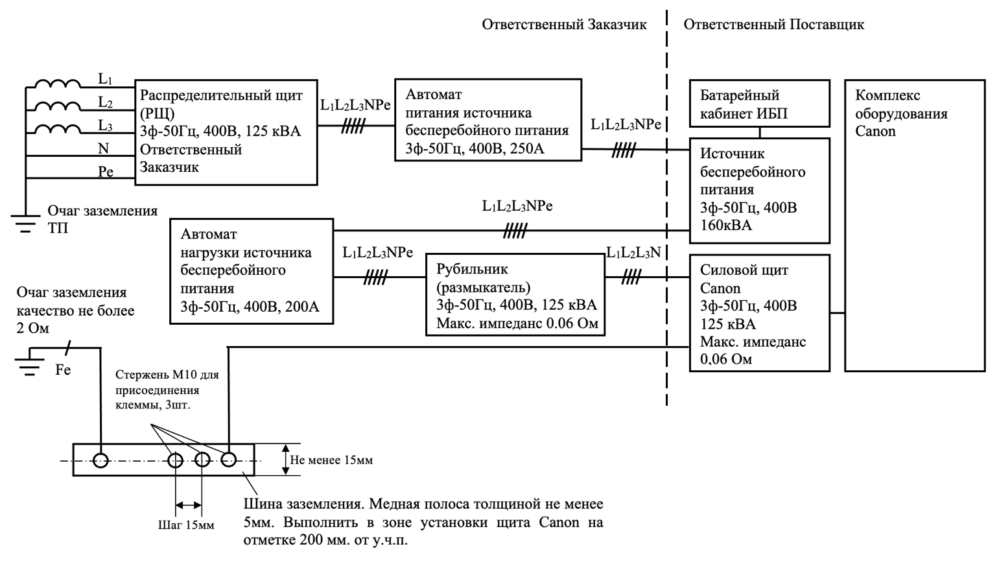 Ответственный Заказчик
Ответственный Поставщик
L1
L2
L3
N
Pe
Распределительный щит
(РЩ)
3ф-50Гц, 400В, 125 кВА
Ответственный
Заказчик
L1L2L3NPe
Автомат
питания источника
бесперебойного питания
3ф-50Гц, 400В, 250А
L1L2L3NPe
Батарейный
кабинет ИБП
Комплекс
оборудования
Canon
Источник
бесперебойного
питания
3ф-50Гц, 400В
160кВА
Очаг заземления
ТП
L1L2L3NPe
Автомат
нагрузки источника
бесперебойного
питания
3ф-50Гц, 400В, 200А
L1L2L3NPe
Рубильник
(размыкатель)
3ф-50Гц, 400В, 125 кВА
Макс. импеданс 0.06 Ом
L1L2L3N
Силовой щит
Canon
3ф-50Гц, 400В
125 кВА
Макс. импеданс
0,06 Ом
Очаг заземления
качество не более
2 Ом
Fe
Стержень М10 для
присоединения
клеммы, 3шт.
Не менее 15мм
Шаг 15мм
Шина заземления. Медная полоса толщиной не менее
5мм. Выполнить в зоне установки щита Canon на
отметке 200 мм. от у.ч.п.